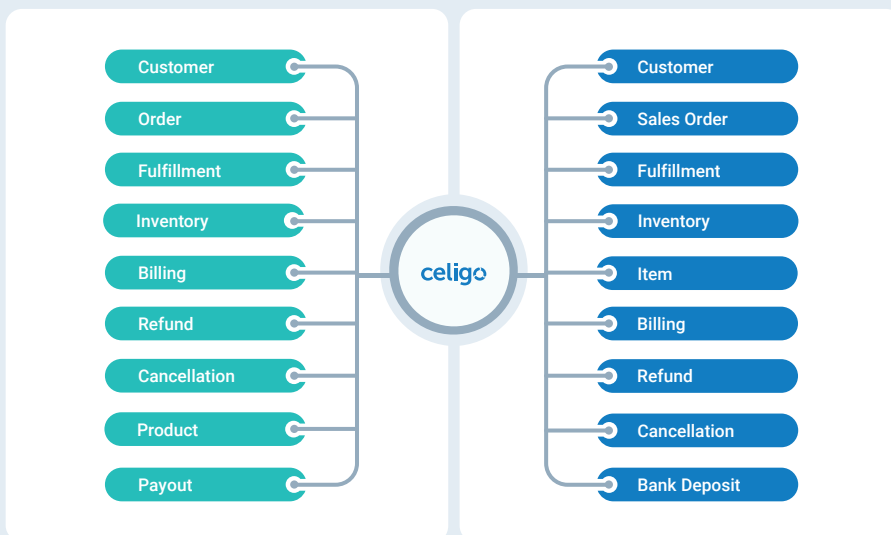 Customer
Order
Fulfillment
Inventory
Billing
Refund
Cancellation
Product
Payout
celigo
Customer
Sales Order
Fulfillment
Inventory
Item
Billing
Refund
Cancellation
Bank Deposit